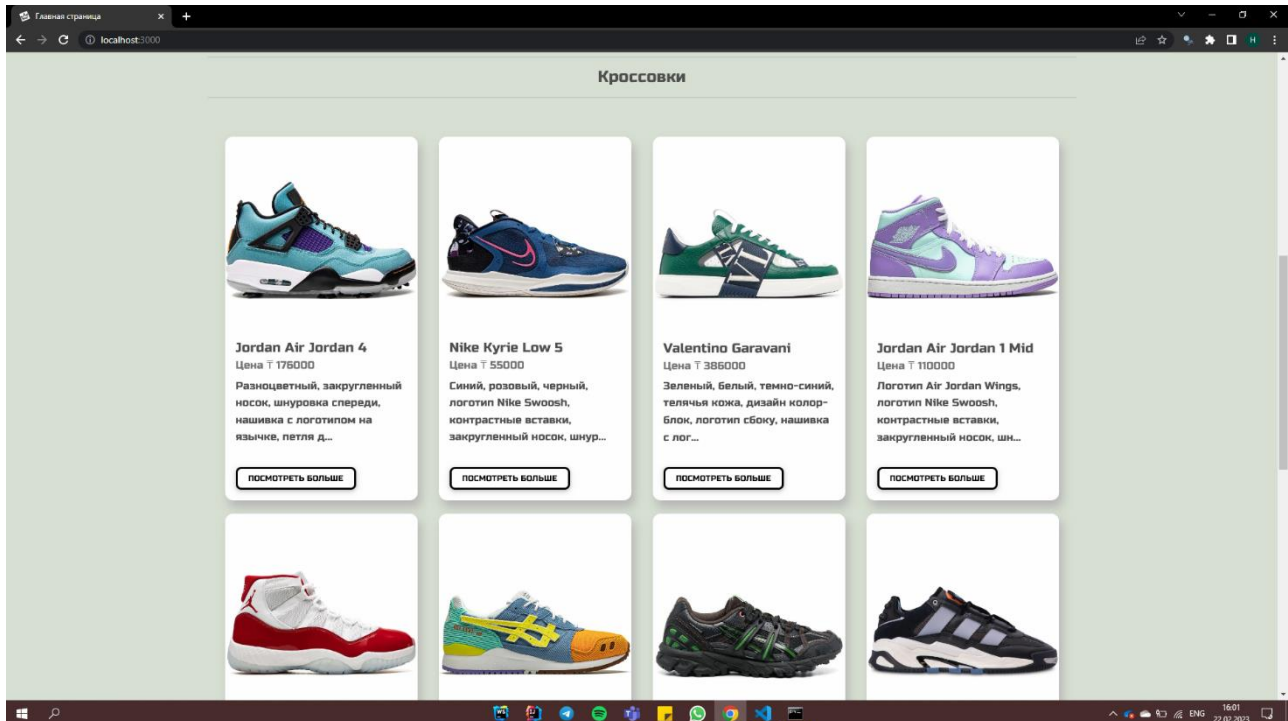 Главная страница
localhost:3000
Кроссовки
Jordan Air Jordan 4
Цена ₸ 176000
Разноцветный, закругленный
носок, шнуровка спереди,
нашивка с логотипом на
язычке, петля д...
ПОСМОТРЕТЬ БОЛЬШЕ
Nike Kyrie Low 5
Цена ₸ 55000
Синий, розовый, черный,
логотип Nike Swoosh,
контрастные вставки,
закругленный носок, шнур...
ПОСМОТРЕТЬ БОЛЬШЕ
Valentino Garavani
Цена ₸ 386000
Зеленый, белый, темно-синий,
телячья кожа, дизайн колор-
блок, логотип сбоку, нашивка
с лог...
ПОСМОТРЕТЬ БОЛЬШЕ
Jordan Air Jordan 1 Mid
Цена ₸ 110000
Логотип Air Jordan Wings,
логотип Nike Swoosh,
контрастные вставки,
закругленный носок, шн...
ПОСМОТРЕТЬ БОЛЬШЕ
ENG
16:01
22.02.2023